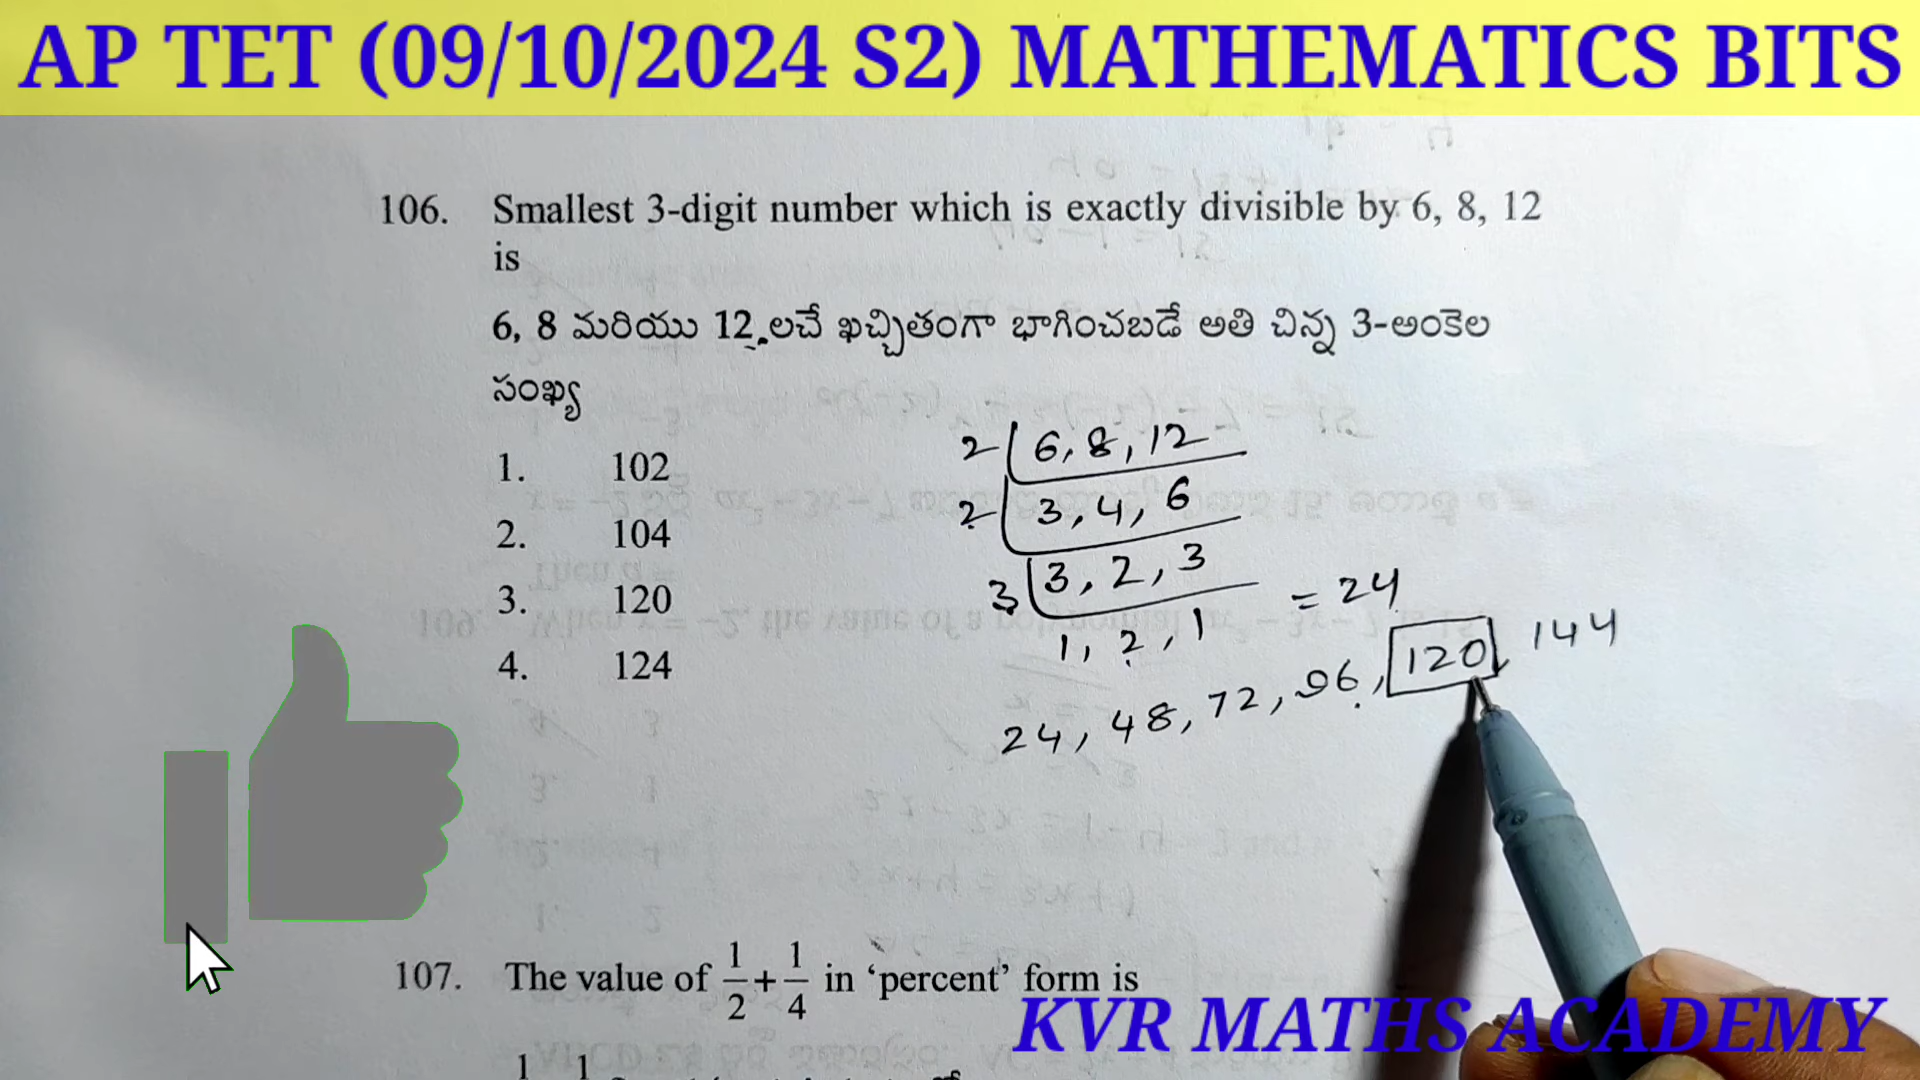 AP TET (09/10/2024 S2) MATHEMATICS BITS
106. Smallest 3-digit number which is exactly divisible by 6, 8, 12
is
6, 8 మరియు 12 లచే ఖచ్చితంగా భాగించబడే అతి చిన్న 3-అంకెల
సంఖ్య
1. 102
2. 104
3. 120
4. 124
2 6, 8, 12
2 3, 4, 6
3 3, 2, 3
1, 2, 1
= 24
24, 48, 72, 96, 120, 144
107. The value of 1/2 + 1/4 in ‘percent’ form is
KVR MATHS ACADEMY